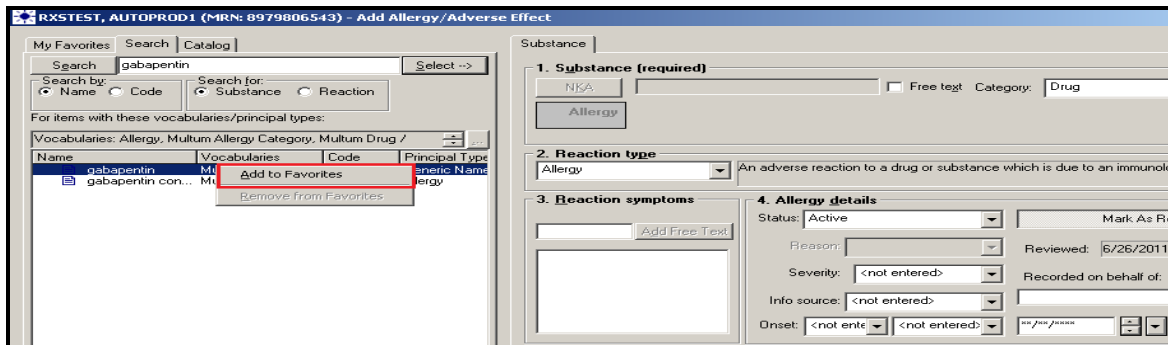 RXSTEST, AUTOPROD1 (MRN: 8979806543) - Add Allergy/Adverse Effect
My Favorites Search Catalog
Search gabapentin Select -->
Search by: Search for:
Name Code Substance Reaction
For items with these vocabularies/principal types:
Vocabularies: Allergy, Multum Allergy Category, Multum Drug / ...
Name Vocabularies Code Principal Type
gabapentin Mu eneric Name
gabapentin con... Mu lergy
Add to Favorites
Remove from Favorites
Substance
1. Substance (required)
NKA Free text Category: Drug
Allergy
2. Reaction type
Allergy An adverse reaction to a drug or substance which is due to an immunolo
3. Reaction symptoms
Add Free Text
4. Allergy details
Status: Active Mark As Re
Reason: Reviewed: 6/26/2011
Severity: <not entered> Recorded on behalf of:
Info source: <not entered>
Onset: <not ente <not entered> **/**/****